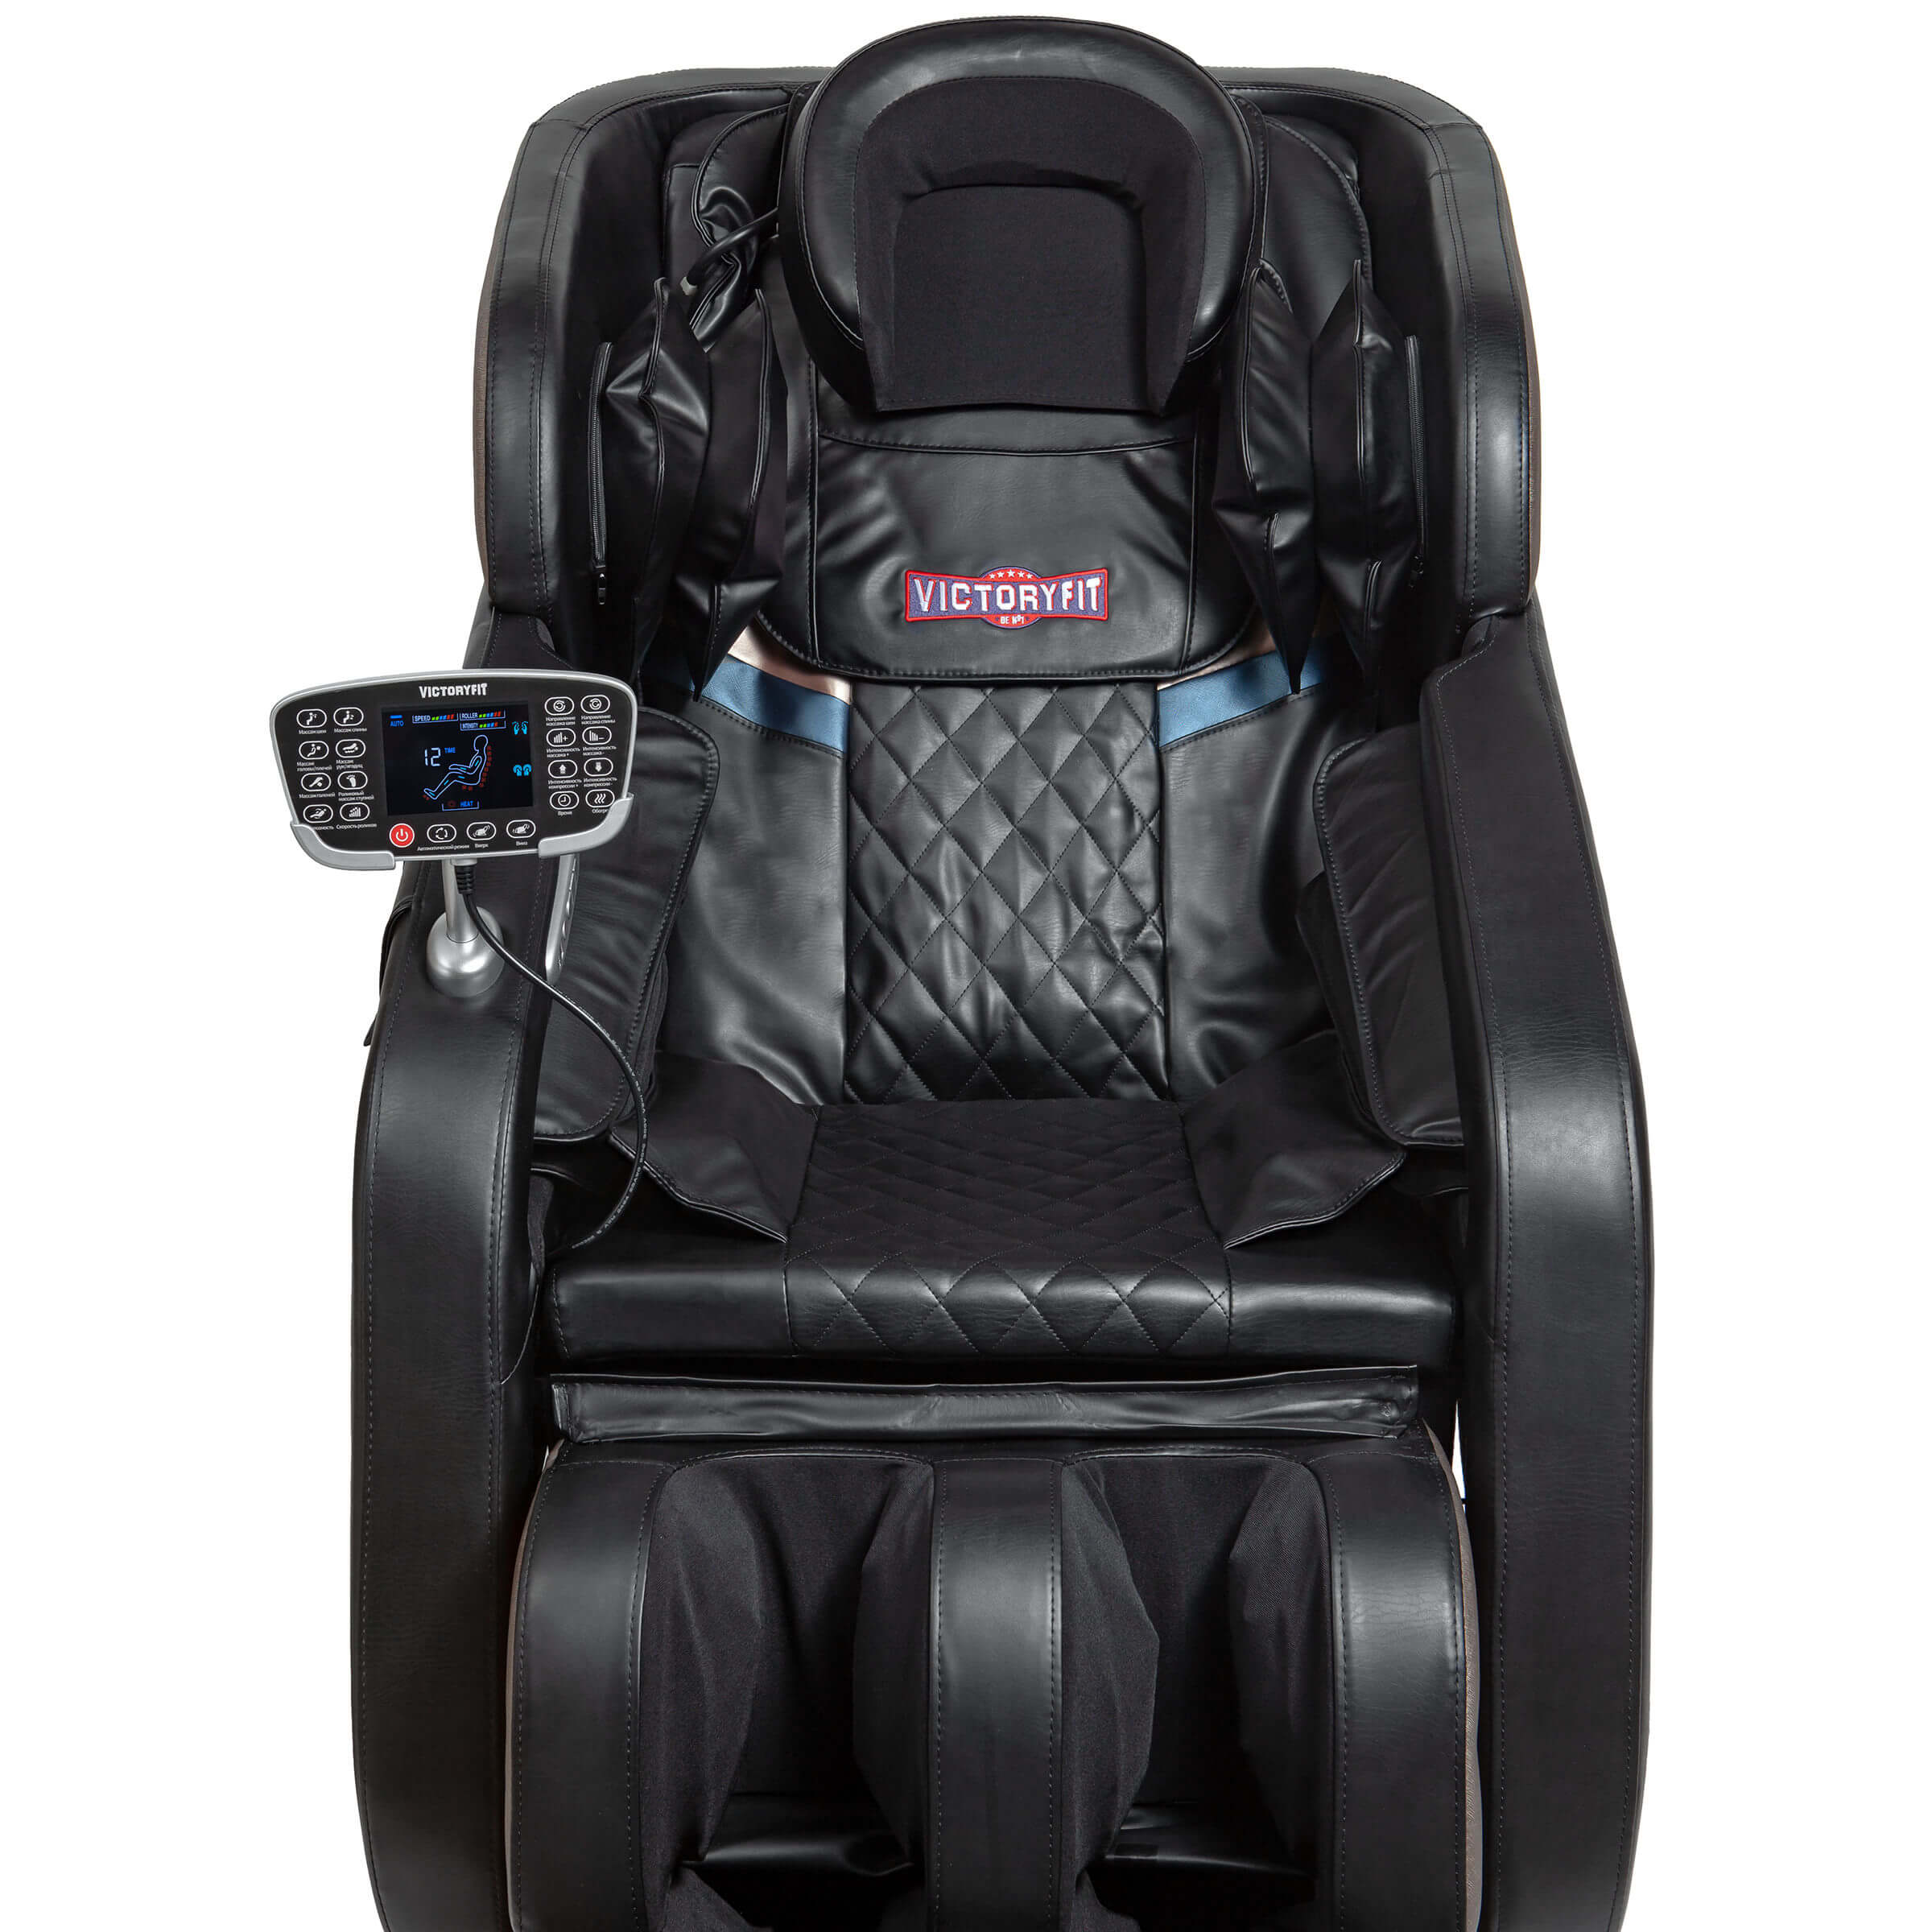 VICTORYFIT
BE №1
VICTORYFIT
AUTO
SPEED
ROLLER
INTENSITY
12
TIME
HEAT
Массаж шеи
Массаж спины
Массаж
головы/плечей
Массаж
рук/ягодиц
Массаж голеней
Роликовый
массаж ступней
Скорость роликов
Направление
массажа шеи
Направление
массажа спины
Интенсивность
массажа +
Интенсивность
массажа -
Интенсивность
компрессии +
Интенсивность
компрессии -
Время
Автоматический режим
Вверх
Вниз